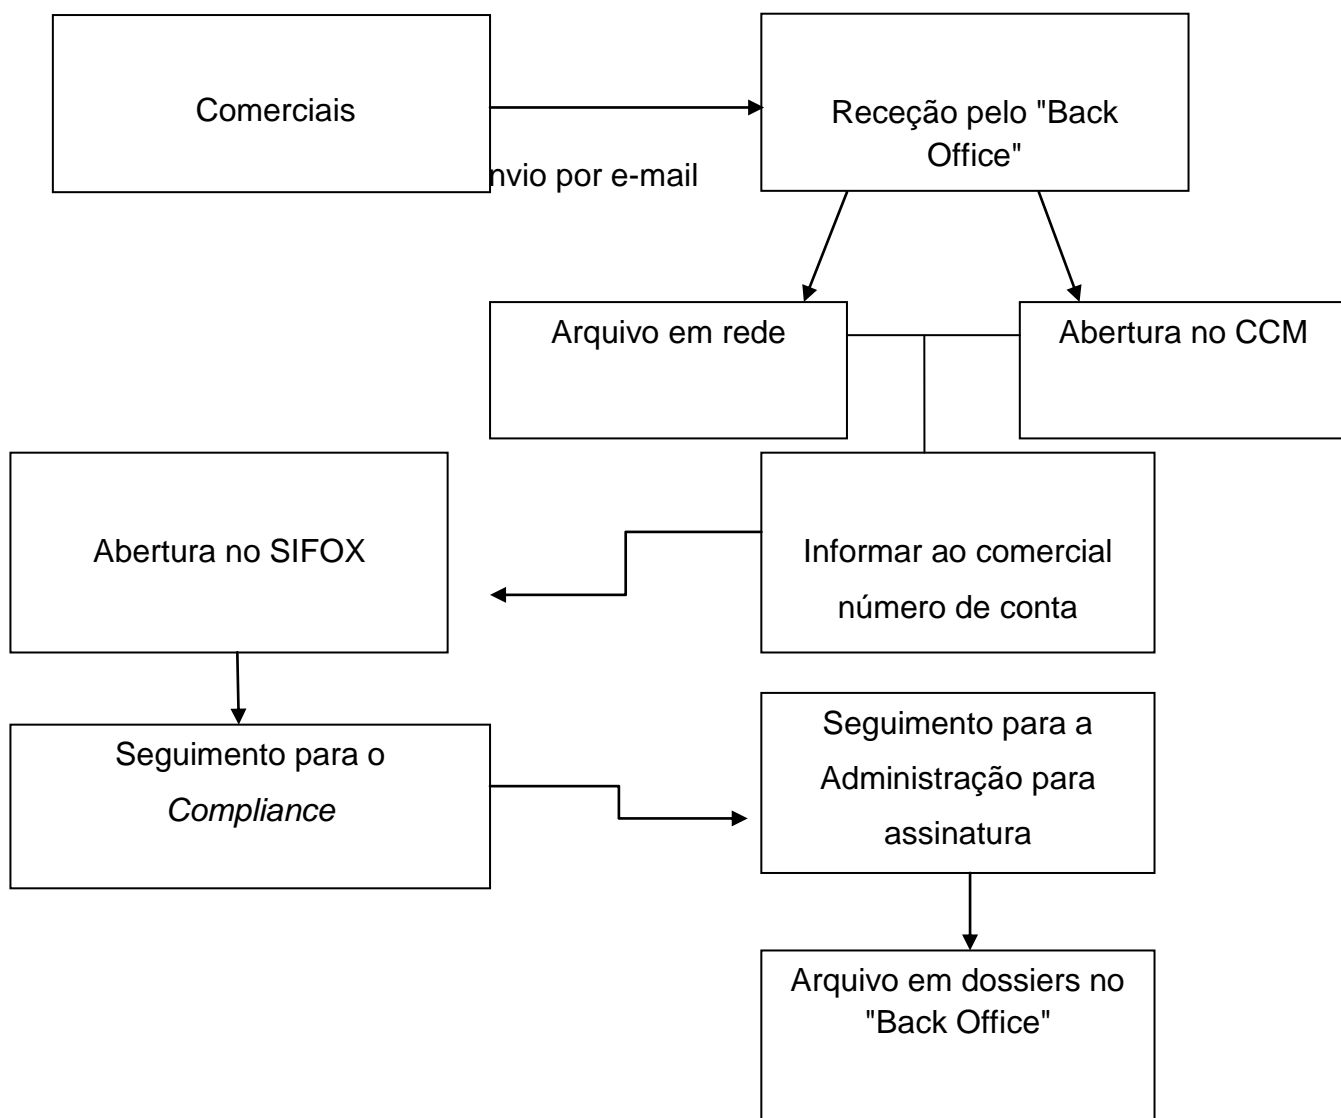 Comerciais
Receção pelo "Back
Office"
nvio por e-mail
Arquivo em rede
Abertura no CCM
Abertura no SIFOX
Informar ao comercial
número de conta
Seguimento para o
Compliance
Seguimento para a
Administração para
assinatura
Arquivo em dossiers no
"Back Office"